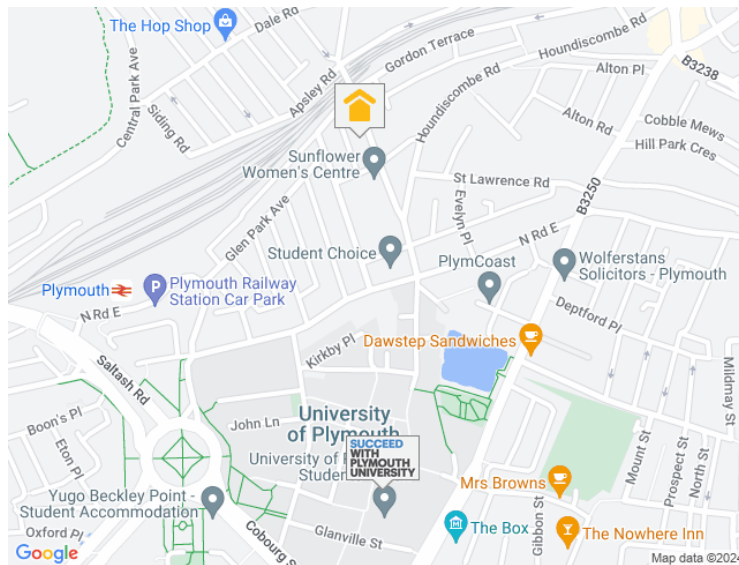 The Hop Shop
Dale Rd
Gordon Terrace
Houndiscombe Rd
B3238
Central Park Ave
Siding Rd
Apsley Rd
Houndiscombe Rd
Alton Pl
Alton Rd
Cobble Mews
Hill Park Cres
Sunflower
Women's Centre
St Lawrence Rd
Evelyn Pl
B3250
Glen Park Ave
Student Choice
N Rd E
PlymCoast
Wolferstans
Solicitors - Plymouth
Plymouth
P
Plymouth Railway
Station Car Park
N Rd E
Deptford Pl
Saltash Rd
Kirkby Pl
Dawstep Sandwiches
Mildmay St
Boon's Pl
John Ln
University
of Plymouth
Eton Pl
SUCCEED
WITH
PLYMOUTH
UNIVERSITY
University of P
Studen
Mount St
Prospect St
North St
Yugo Beckley Point -
Student Accommodation
Mrs Browns
Gibbon St
Oxford Pl
Cobourg S
Glanville St
The Box
The Nowhere Inn
Google
Map data ©2024